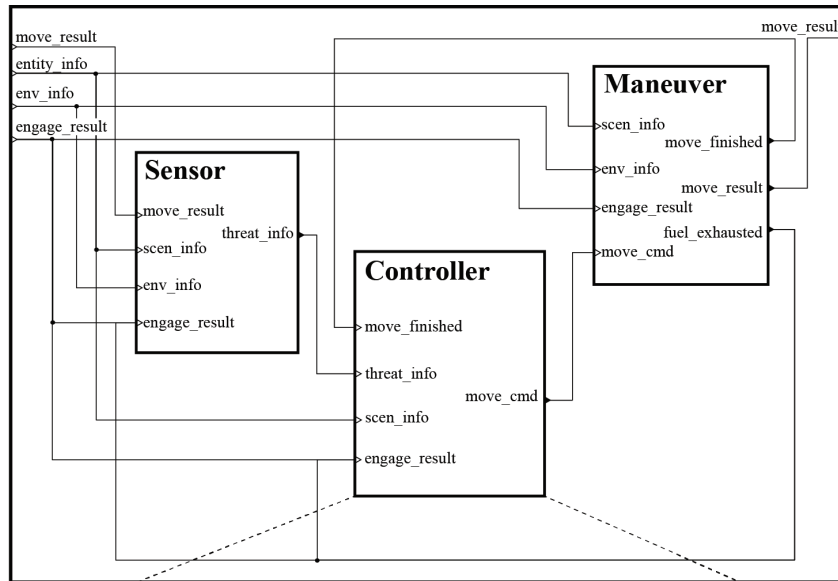 move_result
entity_info
env_info
engage_result
move_resul
Sensor
move_result
threat_info
scen_info
env_info
engage_result
Controller
move_finished
threat_info
move_cmd
scen_info
engage_result
Maneuver
scen_info
move_finished
env_info
move_result
engage_result
fuel_exhausted
move_cmd